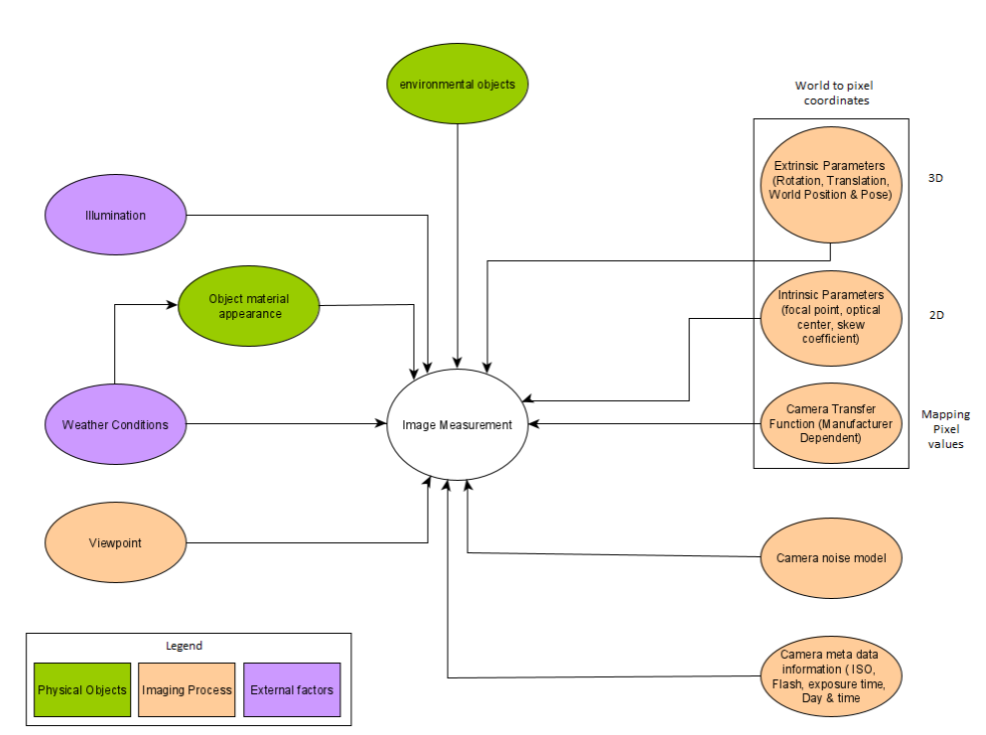 environmental objects
World to pixel
coordinates
Extrinsic Parameters
(Rotation, Translation,
World Position & Pose)
3D
Illumination
Object material
appearance
Intrinsic Parameters
(focal point, optical
center, skew
coefficient)
2D
Weather Conditions
Image Measurement
Camera Transfer
Function (Manufacturer
Dependent)
Mapping
Pixel
values
Viewpoint
Camera noise model
Camera meta data
information ( ISO,
Flash, exposure time,
Day & time
Legend
Physical Objects
Imaging Process
External factors